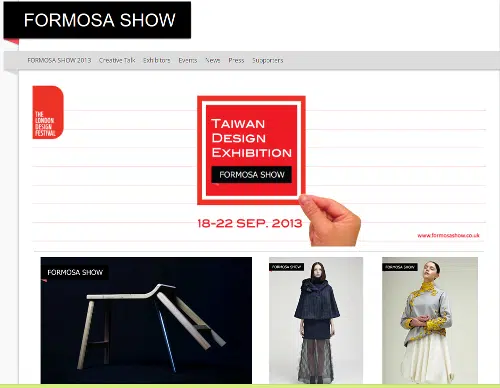 FORMOSA SHOW
FORMOSA SHOW 2013 Creative Talk Exhibitors Events News Press Supporters
THE
LONDON
DESIGN
FESTIVAL
TAIWAN
DESIGN
EXHIBITION
FORMOSA SHOW
18-22 SEP. 2013
www.formosashow.co.uk
FORMOSA SHOW
FORMOSA SHOW
FORMOSA SHOW